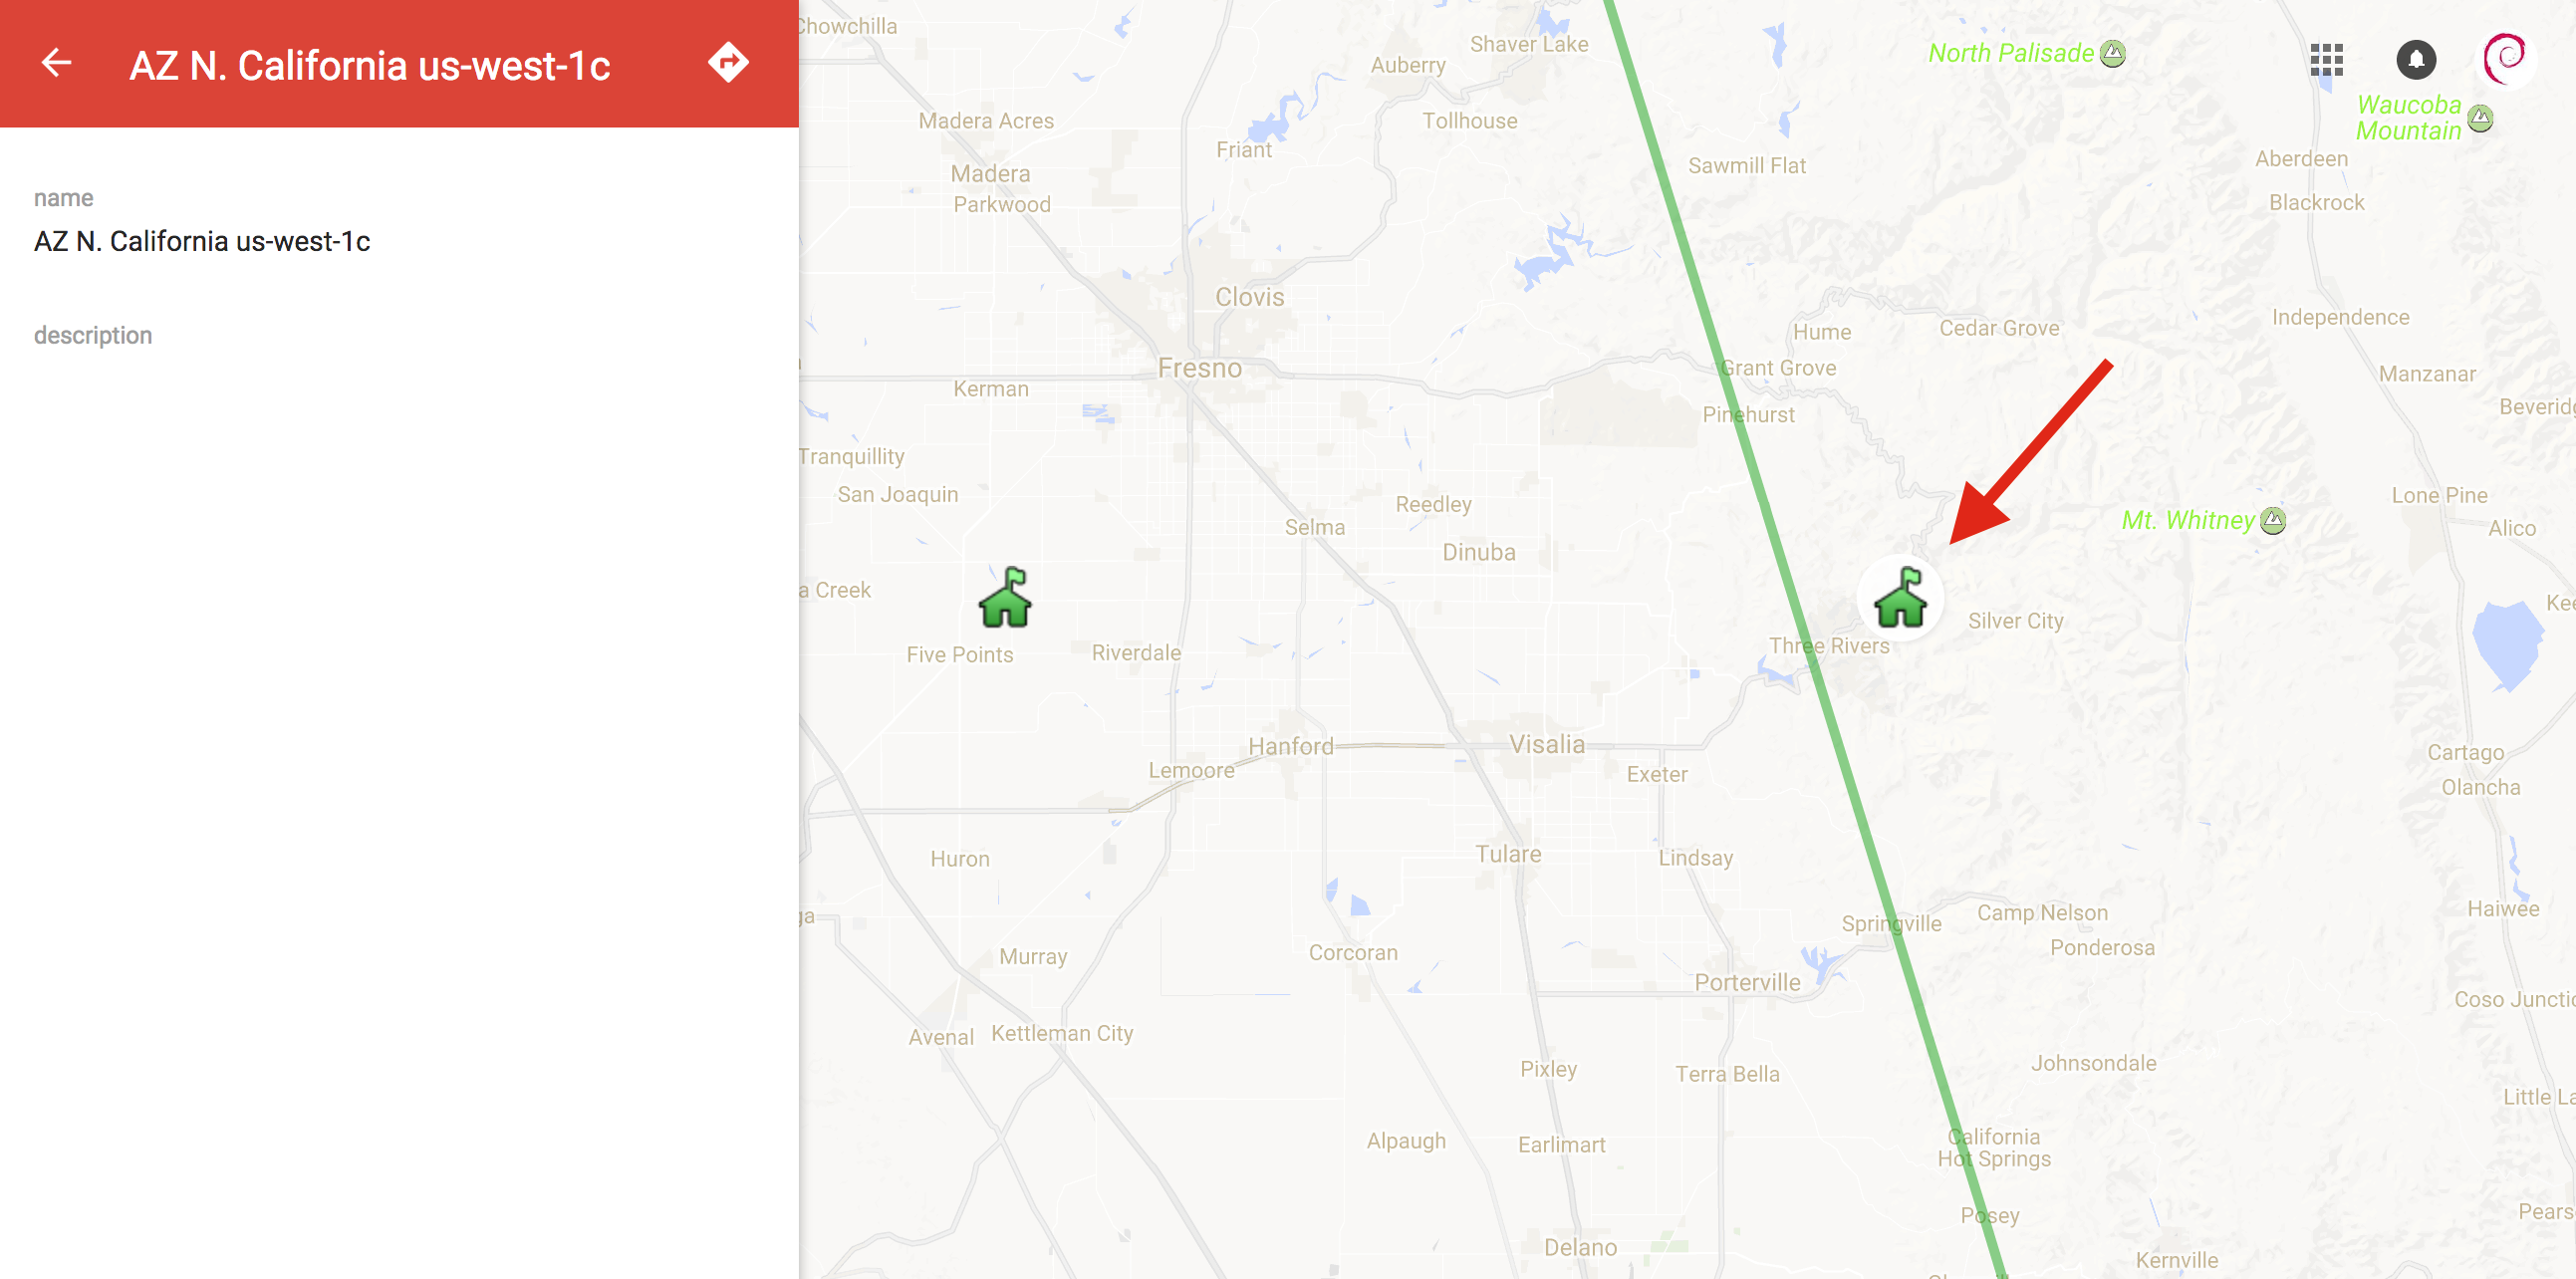 AZ N. California us-west-1c
name
AZ N. California us-west-1c
description
Chowchilla
Shaver Lake
North Palisade
Auberry
Waucoba
Mountain
Madera Acres
Tollhouse
Friant
Aberdeen
Sawmill Flat
Madera
Blackrock
Parkwood
Clovis
Independence
Hume
Cedar Grove
Fresno
Grant Grove
Manzanar
Kerman
Beverid
Pinehurst
Tranquillity
San Joaquin
Reedley
Lone Pine
Selma
Mt. Whitney
Alico
Dinuba
a Creek
Kee
Silver City
Three Rivers
Five Points
Riverdale
Hanford
Visalia
Cartago
Lemoore
Exeter
Olancha
Huron
Tulare
Lindsay
Haiwee
ga
Camp Nelson
Springville
Ponderosa
Murray
Corcoran
Porterville
Coso Juncti
Avenal
Kettleman City
Johnsondale
Pixley
Terra Bella
Little La
California
Hot Springs
Alpaugh
Earlimart
Posey
Pears
Delano
Kernville